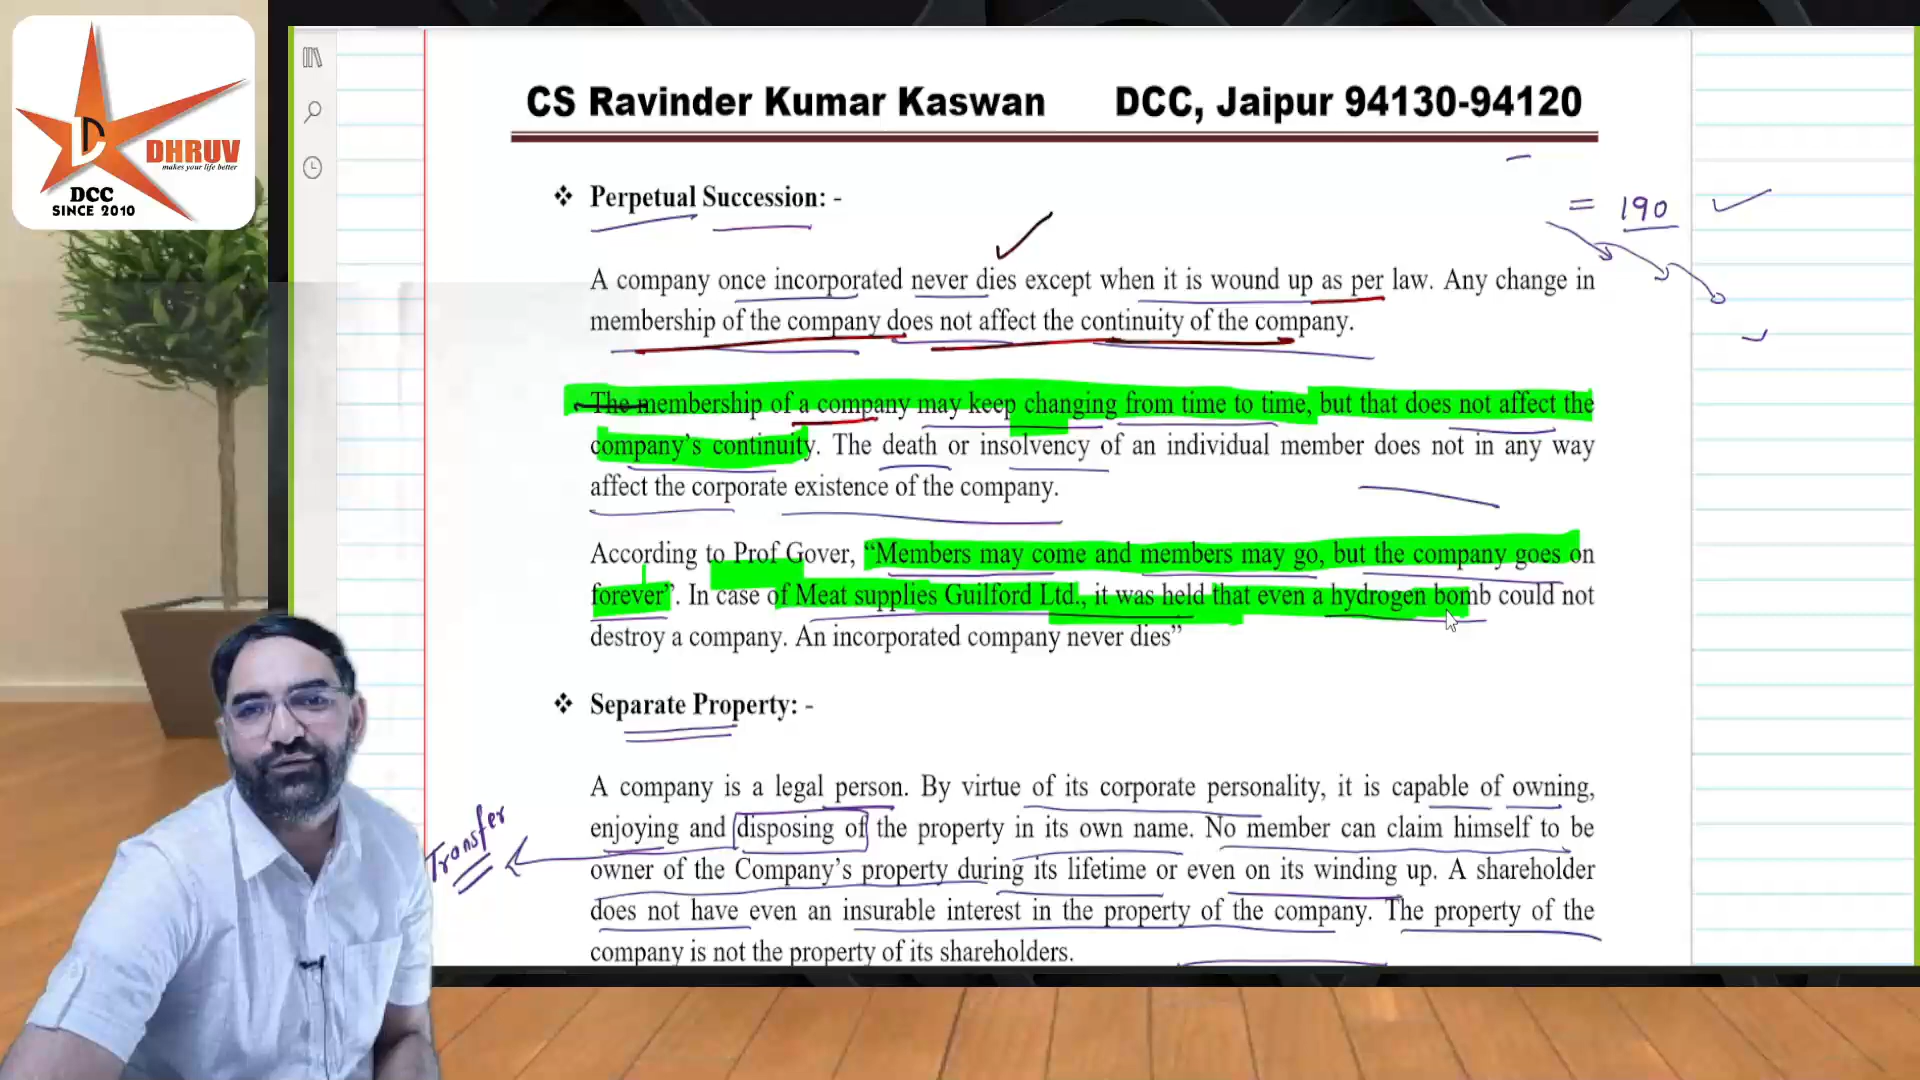 CS Ravinder Kumar Kaswan DCC, Jaipur 94130-94120
DHRUV
makes your life better
DCC
SINCE 2010
❖ Perpetual Succession: -
= 190
A company once incorporated never dies except when it is wound up as per law. Any change in
membership of the company does not affect the continuity of the company.
The membership of a company may keep changing from time to time, but that does not affect the
company's continuity. The death or insolvency of an individual member does not in any way
affect the corporate existence of the company.
According to Prof Gover, “Members may come and members may go, but the company goes on
forever”. In case of Meat supplies Guilford Ltd., it was held that even a hydrogen bomb could not
destroy a company. An incorporated company never dies”
❖ Separate Property: -
A company is a legal person. By virtue of its corporate personality, it is capable of owning,
enjoying and disposing of the property in its own name. No member can claim himself to be
Transfer
owner of the Company's property during its lifetime or even on its winding up. A shareholder
does not have even an insurable interest in the property of the company. The property of the
company is not the property of its shareholders.